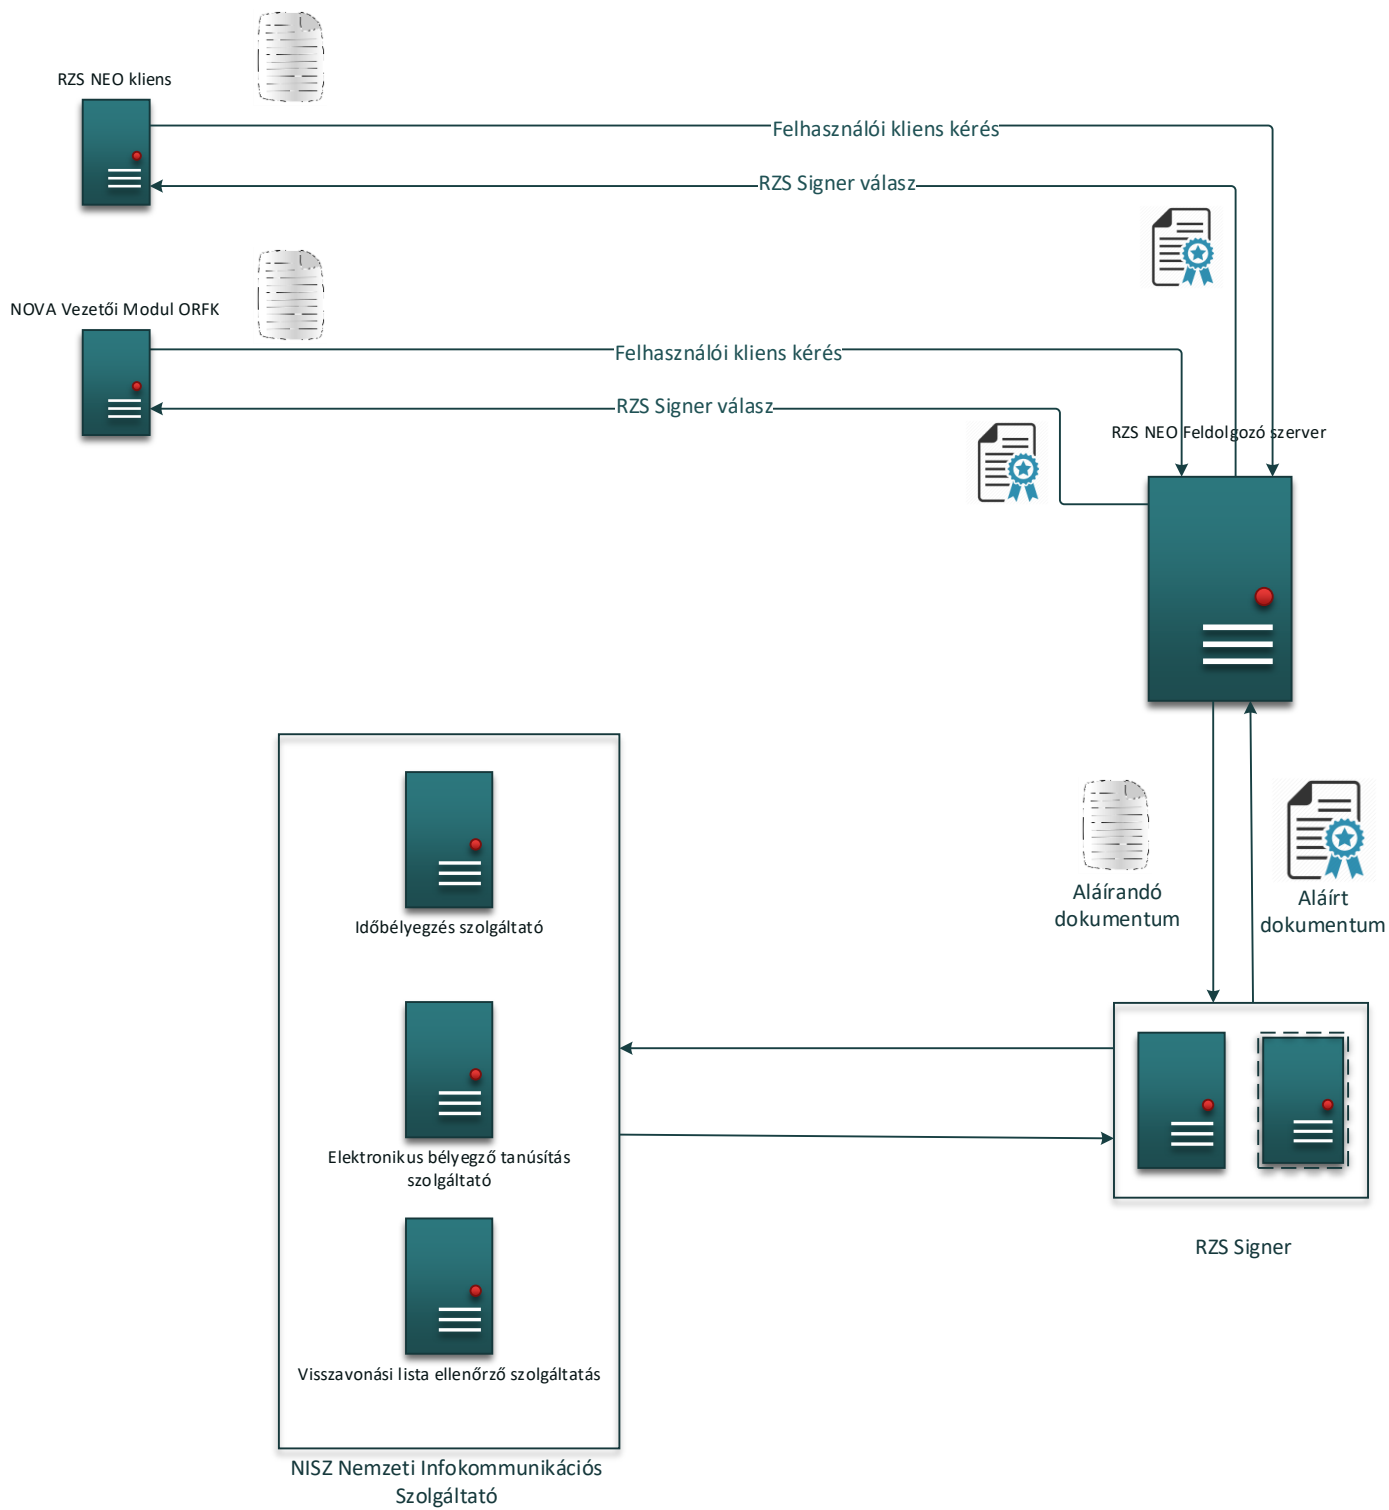 RZS NEO kliens
Felhasználói kliens kérés
RZS Signer válasz
NOVA Vezetői Modul ORFK
Felhasználói kliens kérés
RZS Signer válasz
RZS NEO Feldolgozó szerver
Aláírandó
dokumentum
Aláírt
dokumentum
Időbélyegzés szolgáltató
Elektronikus bélyegző tanúsítás
szolgáltató
RZS Signer
Visszavonási lista ellenőrző szolgáltatás
NISZ Nemzeti Infokommunikációs
Szolgáltató